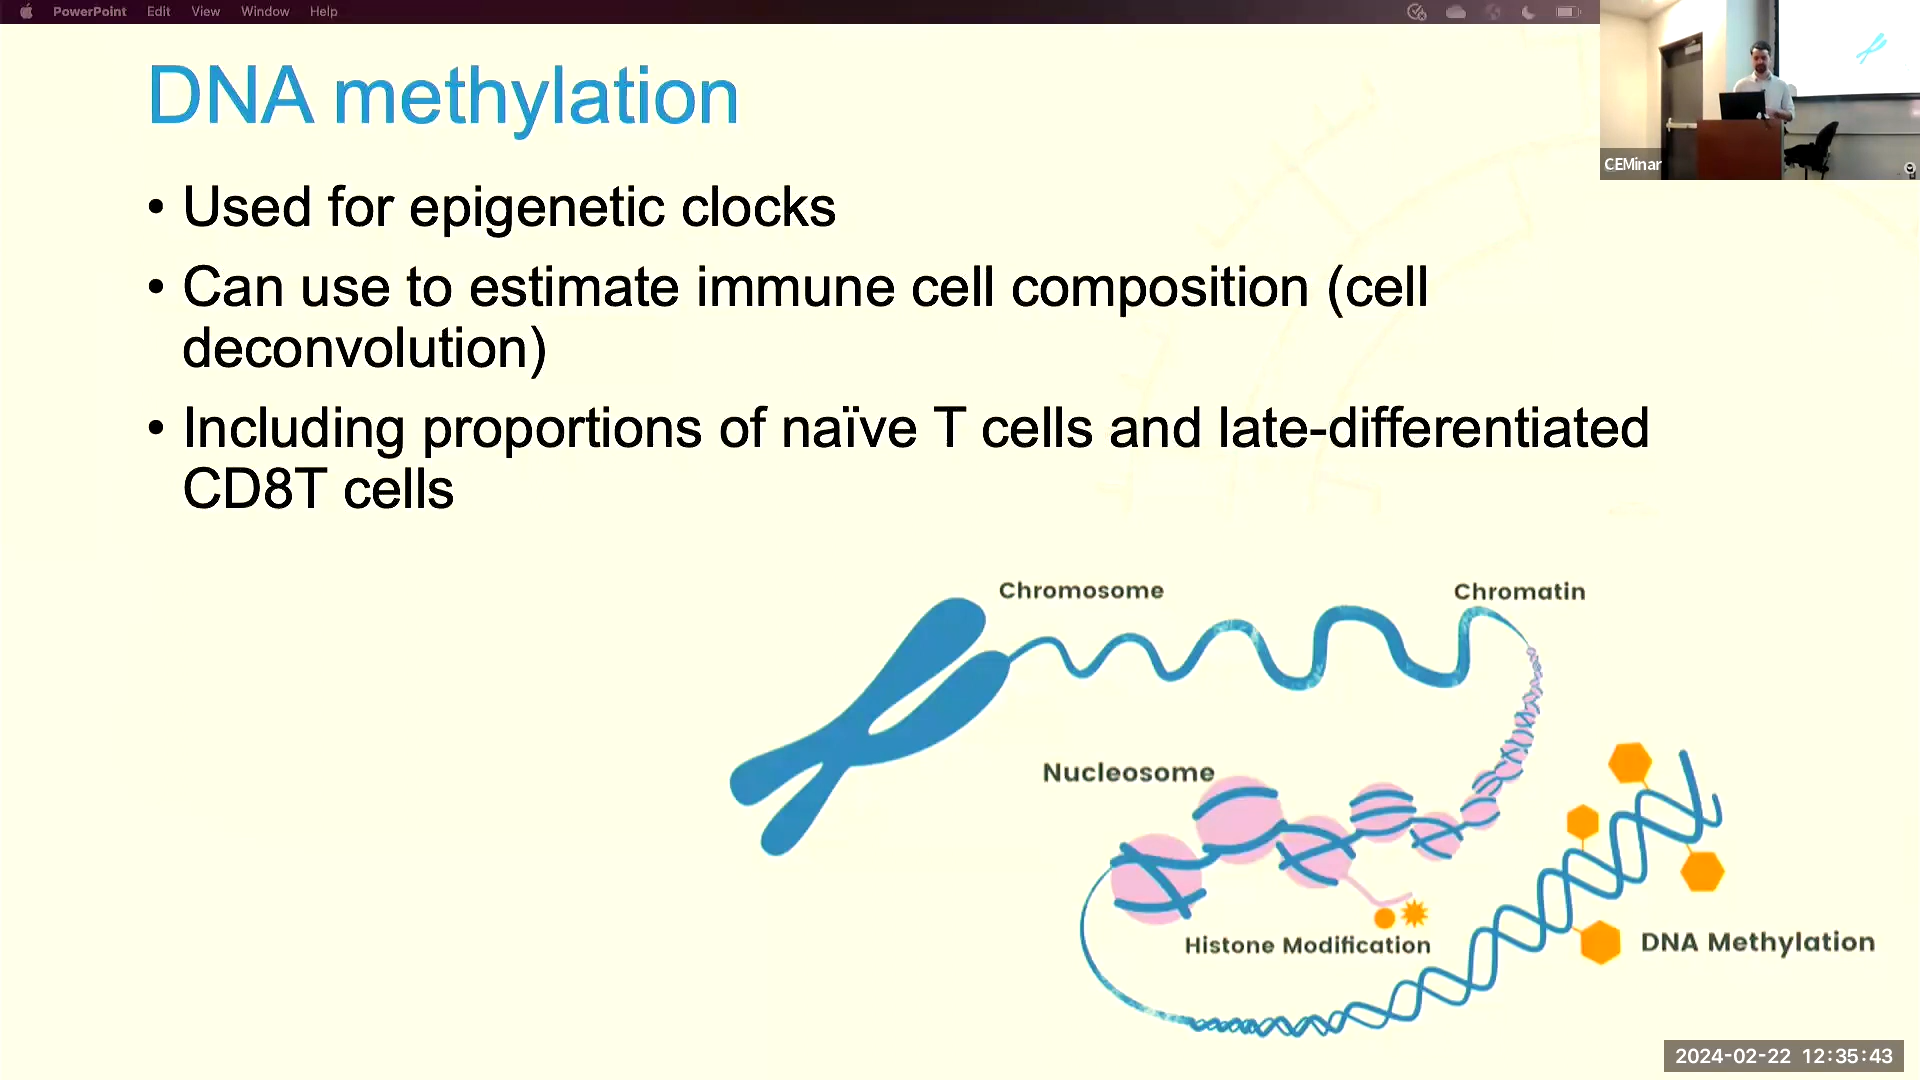 PowerPoint Edit View Window Help
CEMinar
DNA methylation
• Used for epigenetic clocks
• Can use to estimate immune cell composition (cell
deconvolution)
• Including proportions of naïve T cells and late-differentiated
CD8T cells
Chromosome
Chromatin
Nucleosome
Histone Modification
DNA Methylation
2024-02-22 12:35:43